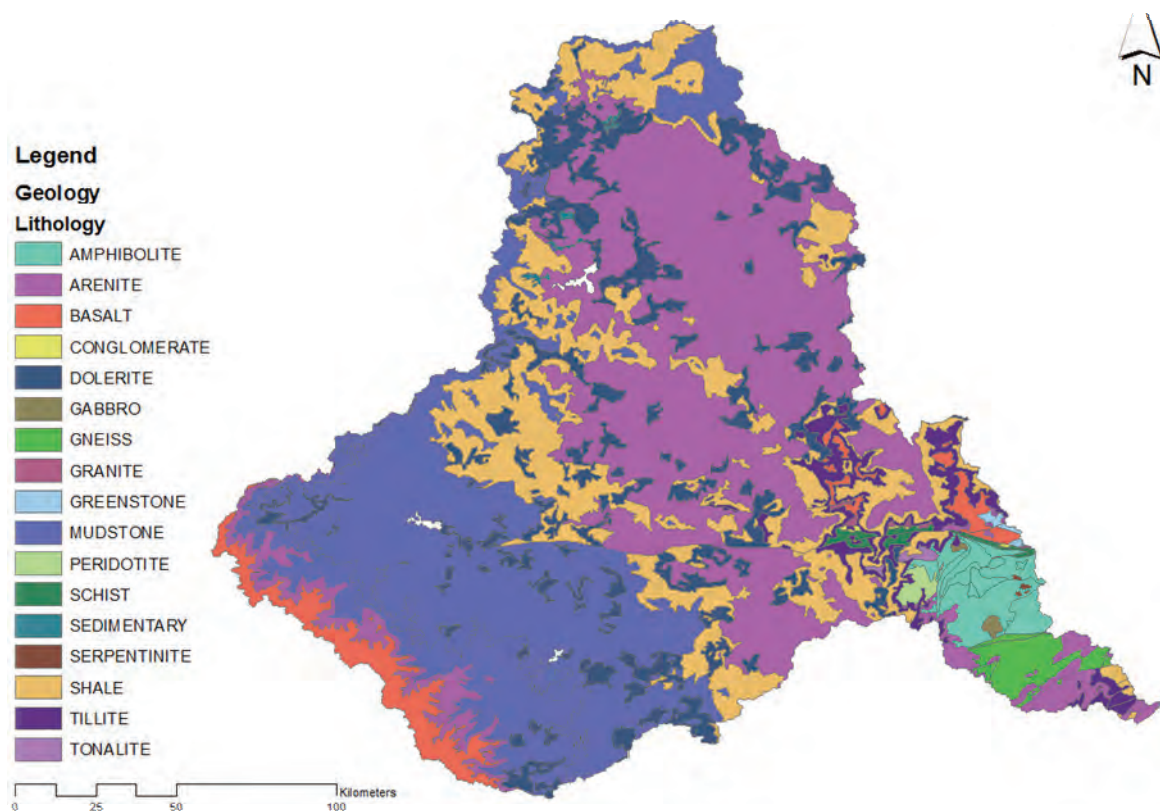 N
Legend
Geology
Lithology
AMPHIBOLITE
ARENITE
BASALT
CONGLOMERATE
DOLERITE
GABBRO
GNEISS
GRANITE
GREENSTONE
MUDSTONE
PERIDOTITE
SCHIST
SEDIMENTARY
SERPENTINITE
SHALE
TILLITE
TONALITE
Kilometers
0 25 50 100